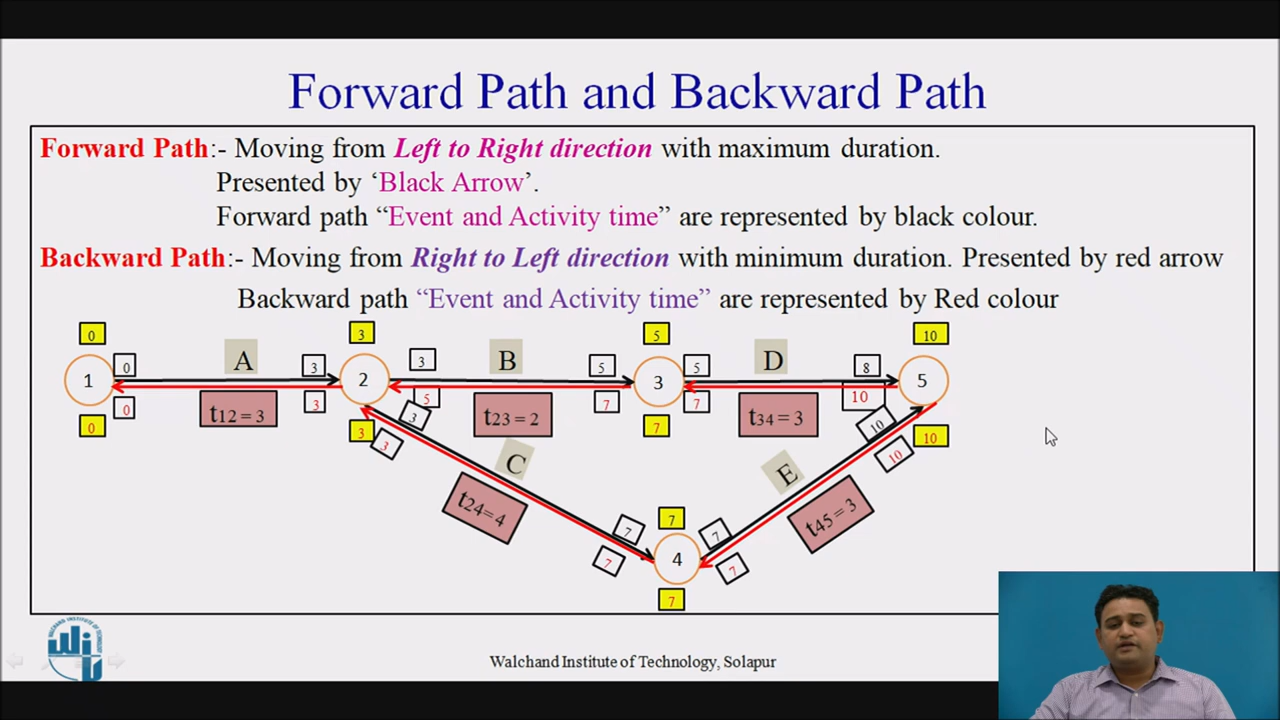 Forward Path and Backward Path
Forward Path:- Moving from Left to Right direction with maximum duration.
Presented by ‘Black Arrow’.
Forward path “Event and Activity time” are represented by black colour.
Backward Path:- Moving from Right to Left direction with minimum duration. Presented by red arrow
Backward path “Event and Activity time” are represented by Red colour
0 3 5 10
0 A 3 3 B 5 5 D 8
1 2 3 5
0 t12 = 3 3 5 t23 = 2 7 7 t34 = 3 10
0 3 7 10
3 3 10 10
C E
t24=4 t45 = 3
7 7 7
7 4 7
7
Walchand Institute of Technology, Solapur